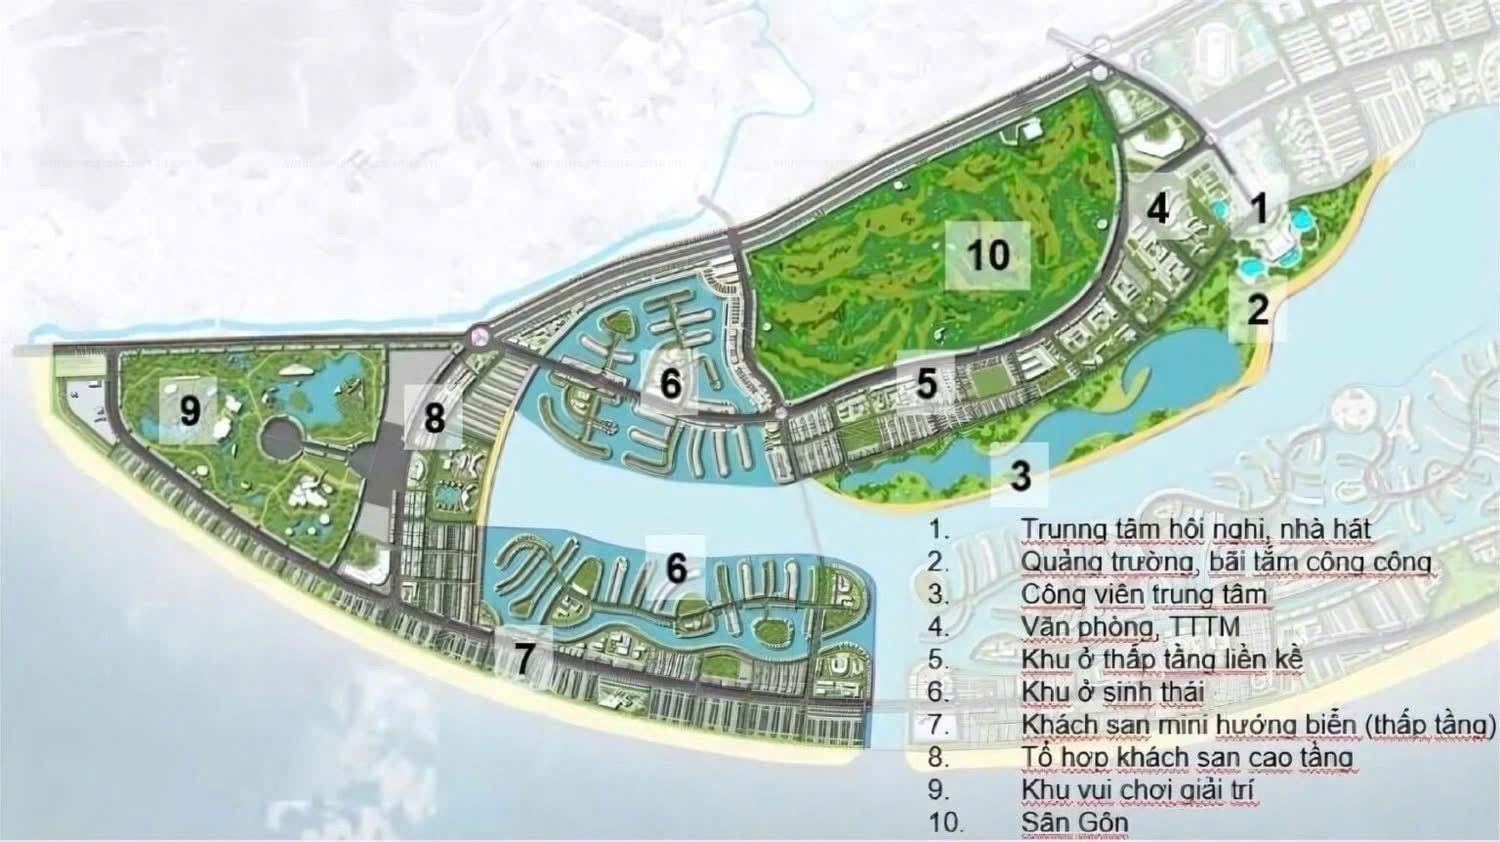 10
4
1
2
6
5
9
8
3
6
7
1. Trunng tâm hội nghị, nhà hát
2. Quảng trường, bãi tắm công công
3. Công viên trung tâm
4. Văn phòng, TTTM
5. Khu ở thấp tầng liền kề
6. Khu ở sinh thái
7. Khách sạn mini hướng biển (thấp tầng)
8. Tổ hợp khách sạn cao tầng
9. Khu vui chơi giải trí
10. Sân Gôn